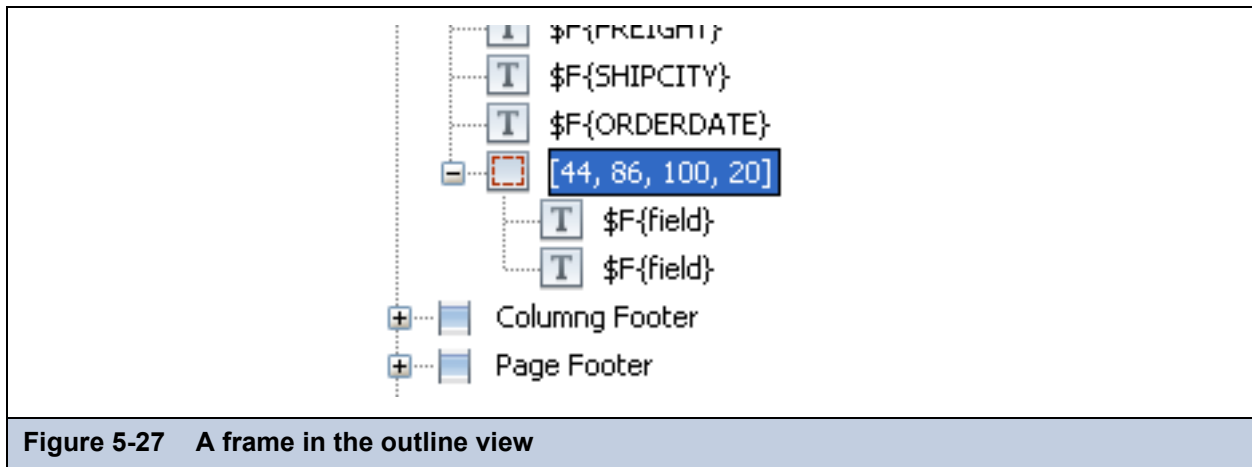 $F{FREIGHT}
$F{SHIPCITY}
$F{ORDERDATE}
[44, 86, 100, 20]
$F{field}
$F{field}
Columng Footer
Page Footer
Figure 5-27 A frame in the outline view